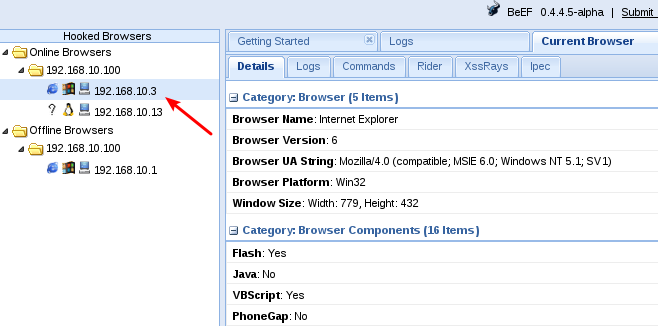 BeEF 0.4.4.5-alpha | Submit
Hooked Browsers
Online Browsers
192.168.10.100
192.168.10.3
? 192.168.10.13
Offline Browsers
192.168.10.100
192.168.10.1
Getting Started Logs Current Browser
Details Logs Commands Rider XssRays Ipec
Category: Browser (5 Items)
Browser Name: Internet Explorer
Browser Version: 6
Browser UA String: Mozilla/4.0 (compatible; MSIE 6.0; Windows NT 5.1; SV1)
Browser Platform: Win32
Window Size: Width: 779, Height: 432
Category: Browser Components (16 Items)
Flash: Yes
Java: No
VBScript: Yes
PhoneGap: No